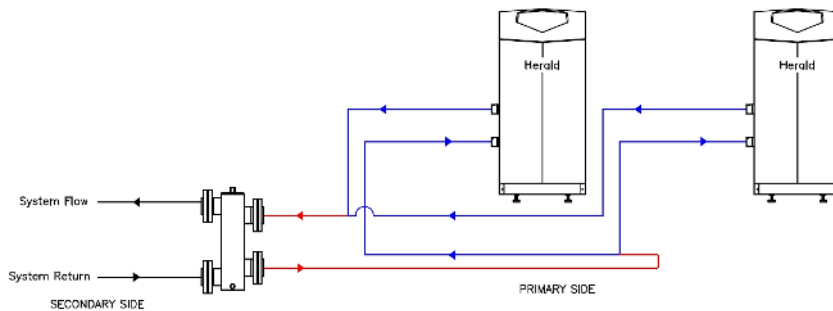 Herald
Herald
System Flow
System Return
SECONDARY SIDE
PRIMARY SIDE